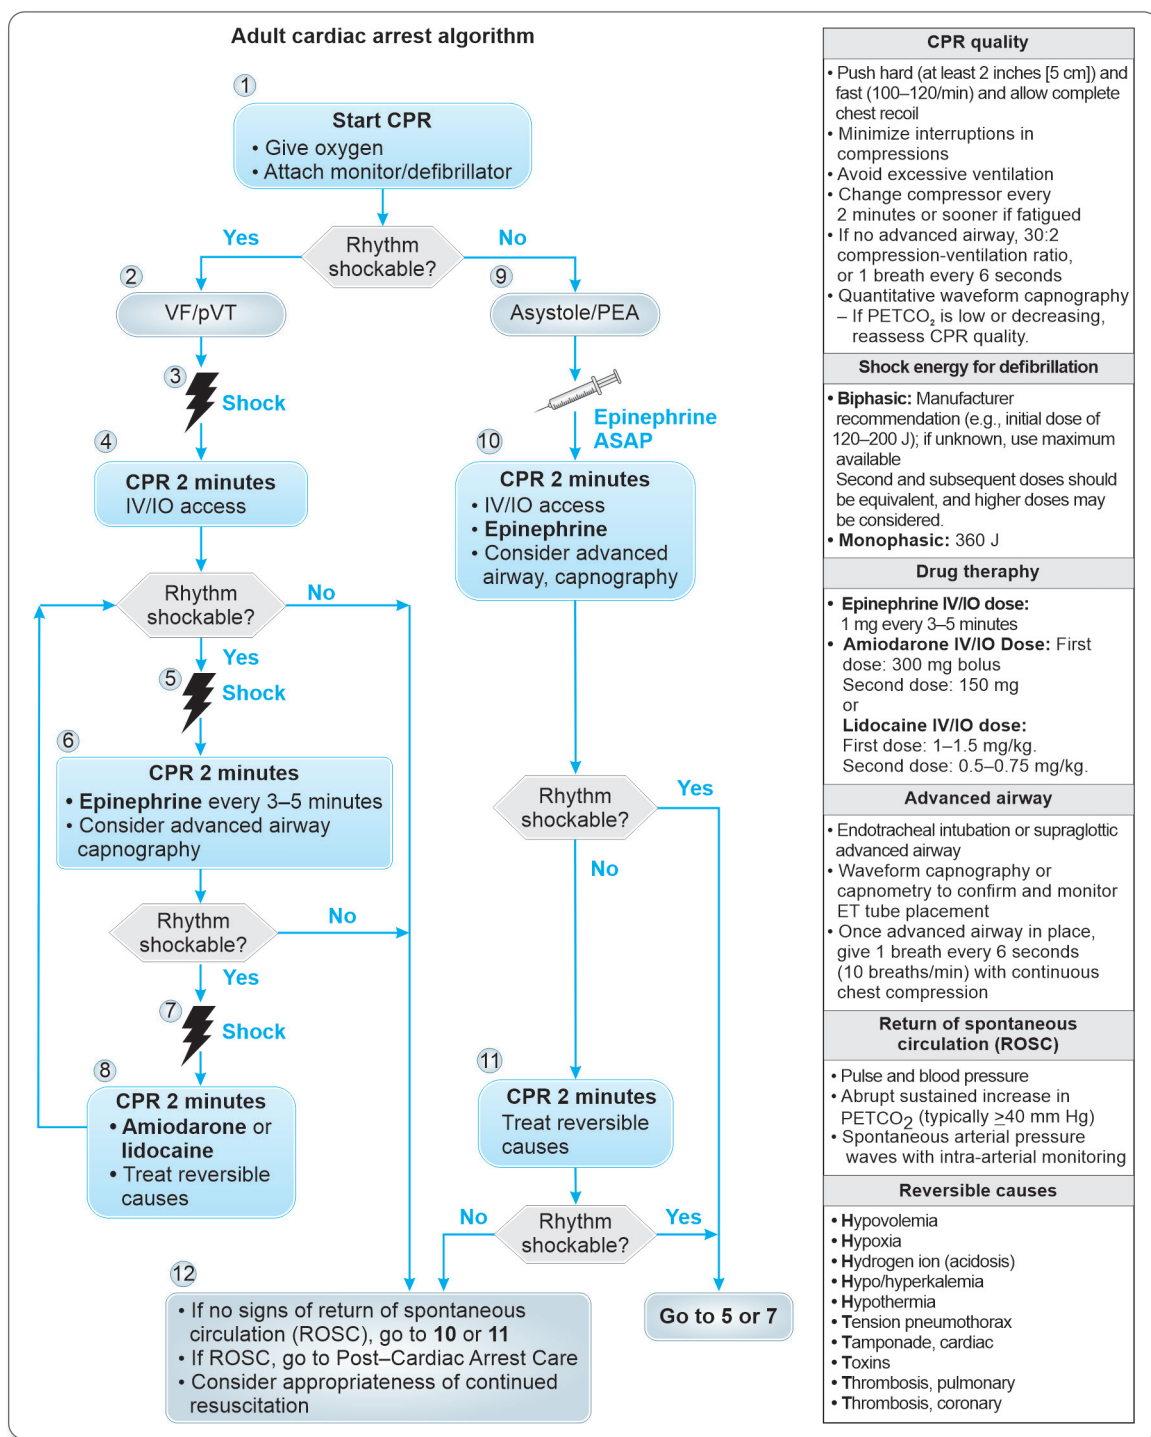 Adult cardiac arrest algorithm
1
Start CPR
• Give oxygen
• Attach monitor/defibrillator
Rhythm
shockable?
Yes
No
2
VF/pVT
3
Shock
4
CPR 2 minutes
IV/IO access
Rhythm
shockable?
No
Yes
5
Shock
6
CPR 2 minutes
• Epinephrine every 3–5 minutes
• Consider advanced airway
capnography
Rhythm
shockable?
No
Yes
7
Shock
8
CPR 2 minutes
• Amiodarone or
lidocaine
• Treat reversible
causes
9
Asystole/PEA
Epinephrine
ASAP
10
CPR 2 minutes
• IV/IO access
• Epinephrine
• Consider advanced
airway, capnography
Rhythm
shockable?
Yes
No
11
CPR 2 minutes
Treat reversible
causes
No
Rhythm
shockable?
Yes
12
• If no signs of return of spontaneous
circulation (ROSC), go to 10 or 11
• If ROSC, go to Post–Cardiac Arrest Care
• Consider appropriateness of continued
resuscitation
Go to 5 or 7
CPR quality
• Push hard (at least 2 inches [5 cm]) and
fast (100–120/min) and allow complete
chest recoil
• Minimize interruptions in
compressions
• Avoid excessive ventilation
• Change compressor every
2 minutes or sooner if fatigued
• If no advanced airway, 30:2
compression-ventilation ratio,
or 1 breath every 6 seconds
• Quantitative waveform capnography
– If PETCO₂ is low or decreasing,
reassess CPR quality.
Shock energy for defibrillation
• Biphasic: Manufacturer
recommendation (e.g., initial dose of
120–200 J); if unknown, use maximum
available
Second and subsequent doses should
be equivalent, and higher doses may
be considered.
• Monophasic: 360 J
Drug theraphy
• Epinephrine IV/IO dose:
1 mg every 3–5 minutes
• Amiodarone IV/IO Dose: First
dose: 300 mg bolus
Second dose: 150 mg
or
Lidocaine IV/IO dose:
First dose: 1–1.5 mg/kg.
Second dose: 0.5–0.75 mg/kg.
Advanced airway
• Endotracheal intubation or supraglottic
advanced airway
• Waveform capnography or
capnometry to confirm and monitor
ET tube placement
• Once advanced airway in place,
give 1 breath every 6 seconds
(10 breaths/min) with continuous
chest compression
Return of spontaneous
circulation (ROSC)
• Pulse and blood pressure
• Abrupt sustained increase in
PETCO₂ (typically ≥40 mm Hg)
• Spontaneous arterial pressure
waves with intra-arterial monitoring
Reversible causes
• Hypovolemia
• Hypoxia
• Hydrogen ion (acidosis)
• Hypo/hyperkalemia
• Hypothermia
• Tension pneumothorax
• Tamponade, cardiac
• Toxins
• Thrombosis, pulmonary
• Thrombosis, coronary